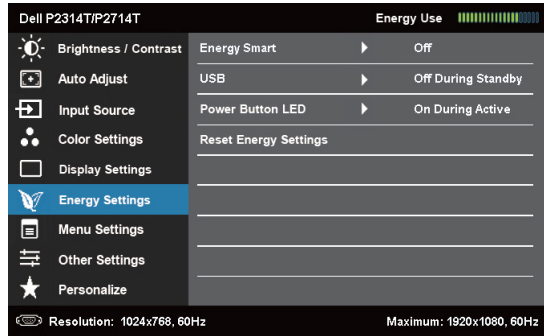 Dell P2314T/P2714T Energy Use
Brightness / Contrast Energy Smart Off
Auto Adjust USB Off During Standby
Input Source Power Button LED On During Active
Color Settings Reset Energy Settings
Display Settings
Energy Settings
Menu Settings
Other Settings
Personalize
Resolution: 1024x768, 60Hz Maximum: 1920x1080, 60Hz